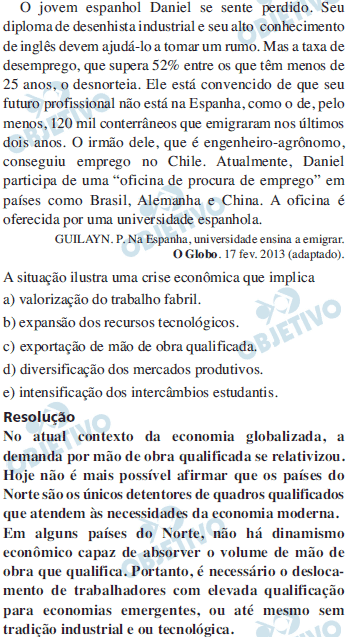 O jovem espanhol Daniel se sente perdido. Seu
diploma de desenhista industrial e seu alto conhecimento
de inglês devem ajudá-lo a tomar um rumo. Mas a taxa de
desemprego, que supera 52% entre os que têm menos de
25 anos, o desnorteia. Ele está convencido de que seu
futuro profissional não está na Espanha, como o de, pelo
menos, 120 mil conterrâneos que emigraram nos últimos
dois anos. O irmão dele, que é engenheiro-agrônomo,
conseguiu emprego no Chile. Atualmente, Daniel
participa de uma “oficina de procura de emprego” em
países como Brasil, Alemanha e China. A oficina é
oferecida por uma universidade espanhola.
GUILAYN. P. Na Espanha, universidade ensina a emigrar.
O Globo. 17 fev. 2013 (adaptado).
A situação ilustra uma crise econômica que implica
a) valorização do trabalho fabril.
b) expansão dos recursos tecnológicos.
c) exportação de mão de obra qualificada.
d) diversificação dos mercados produtivos.
e) intensificação dos intercâmbios estudantis.
Resolução
No atual contexto da economia globalizada, a
demanda por mão de obra qualificada se relativizou.
Hoje não é mais possível afirmar que os países do
Norte são os únicos detentores de quadros qualificados
que atendem às necessidades da economia moderna.
Em alguns países do Norte, não há dinamismo
econômico capaz de absorver o volume de mão de
obra que qualifica. Portanto, é necessário o desloca-
mento de trabalhadores com elevada qualificação
para economias emergentes, ou até mesmo sem
tradição industrial e ou tecnológica.
OBJETIVO
OBJETIVO
OBJETIVO
OBJETIVO
OBJETIVO
OBJETIVO